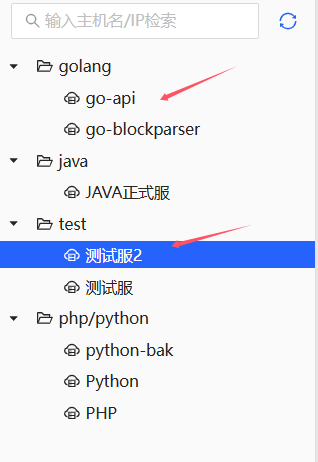 输入主机名/IP检索
golang
go-api
go-blockparser
java
JAVA正式服
test
测试服2
测试服
php/python
python-bak
Python
PHP